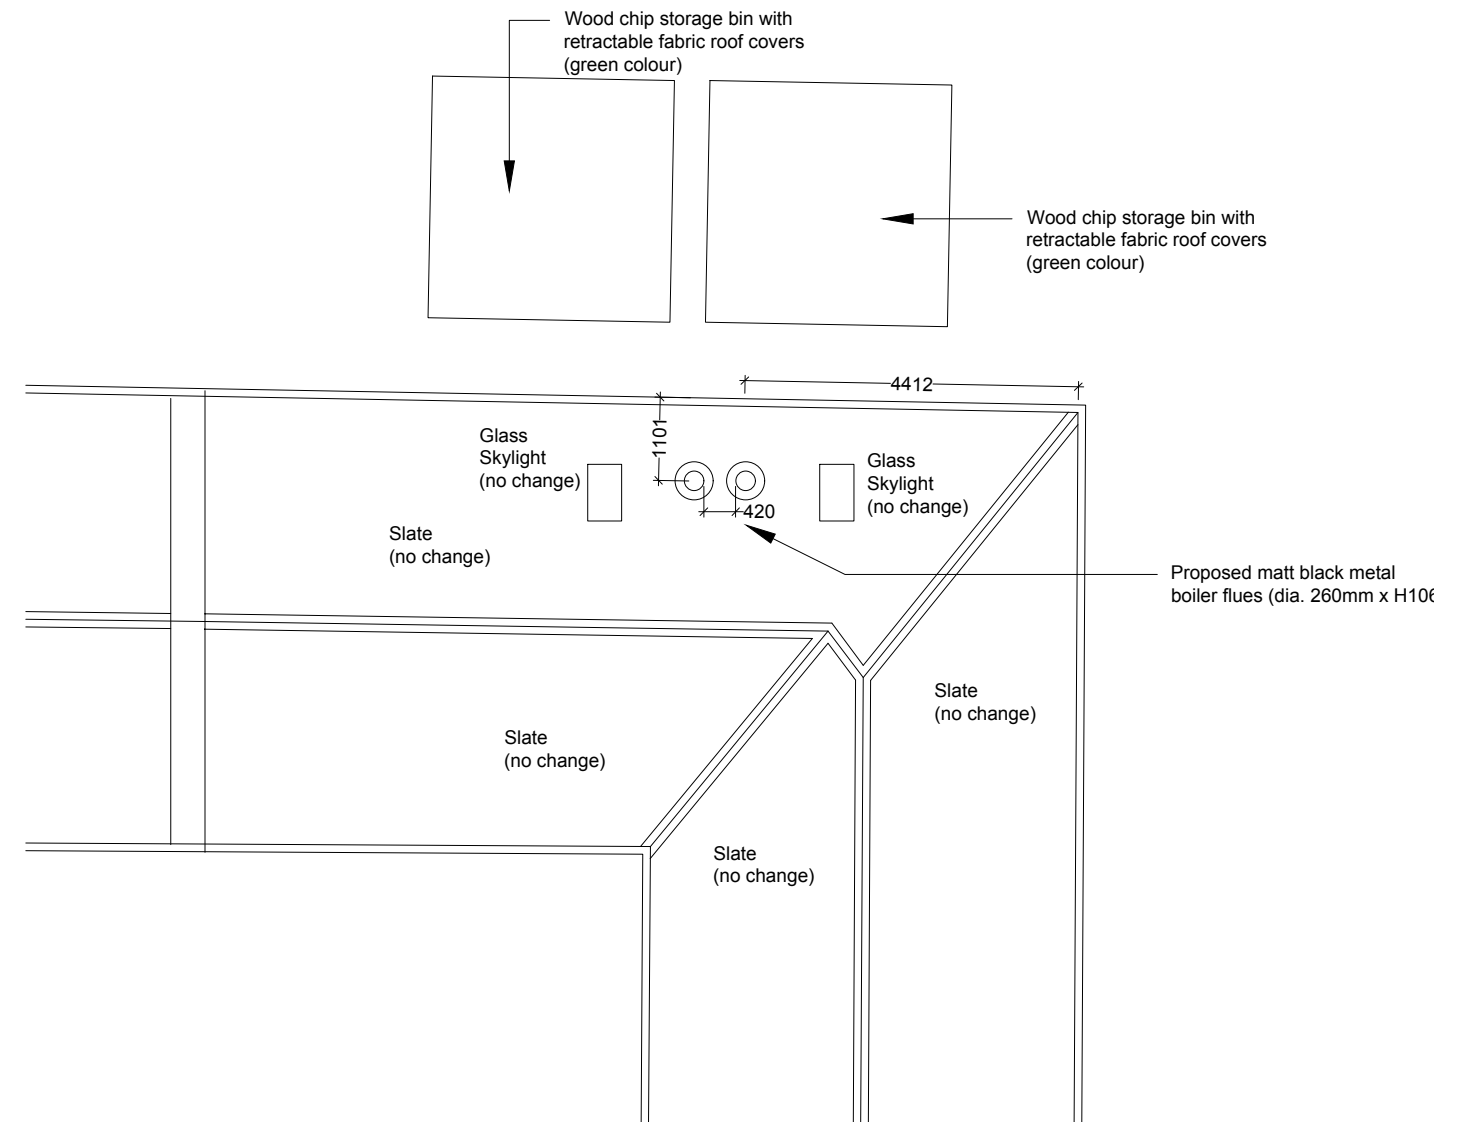 Wood chip storage bin with
retractable fabric roof covers
(green colour)
Wood chip storage bin with
retractable fabric roof covers
(green colour)
4412
1101
Glass
Skylight
(no change)
Glass
Skylight
(no change)
420
Slate
(no change)
Proposed matt black metal
boiler flues (dia. 260mm x
Slate
(no change)
Slate
(no change)
Slate
(no change)